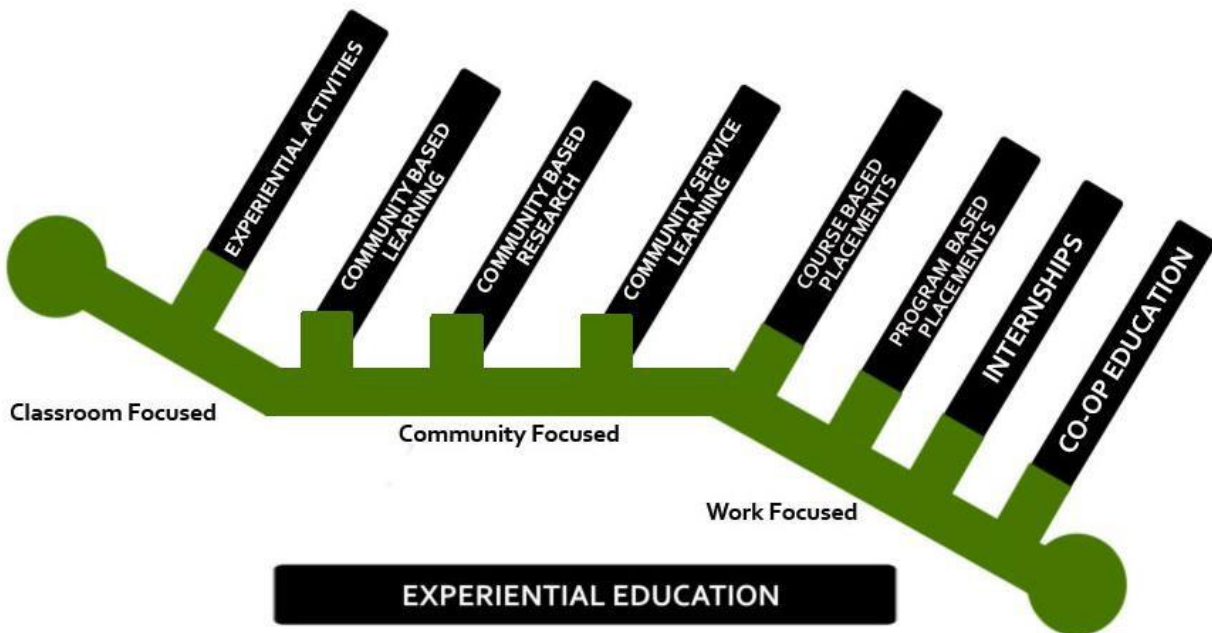 EXPERIENTIAL ACTIVITIES
COMMUNITY BASED
LEARNING
COMMUNITY BASED
RESEARCH
COMMUNITY SERVICE
LEARNING
COURSE BASED
PLACEMENTS
PROGRAM BASED
PLACEMENTS
INTERNSHIPS
CO-OP EDUCATION
Classroom Focused
Community Focused
Work Focused
EXPERIENTIAL EDUCATION